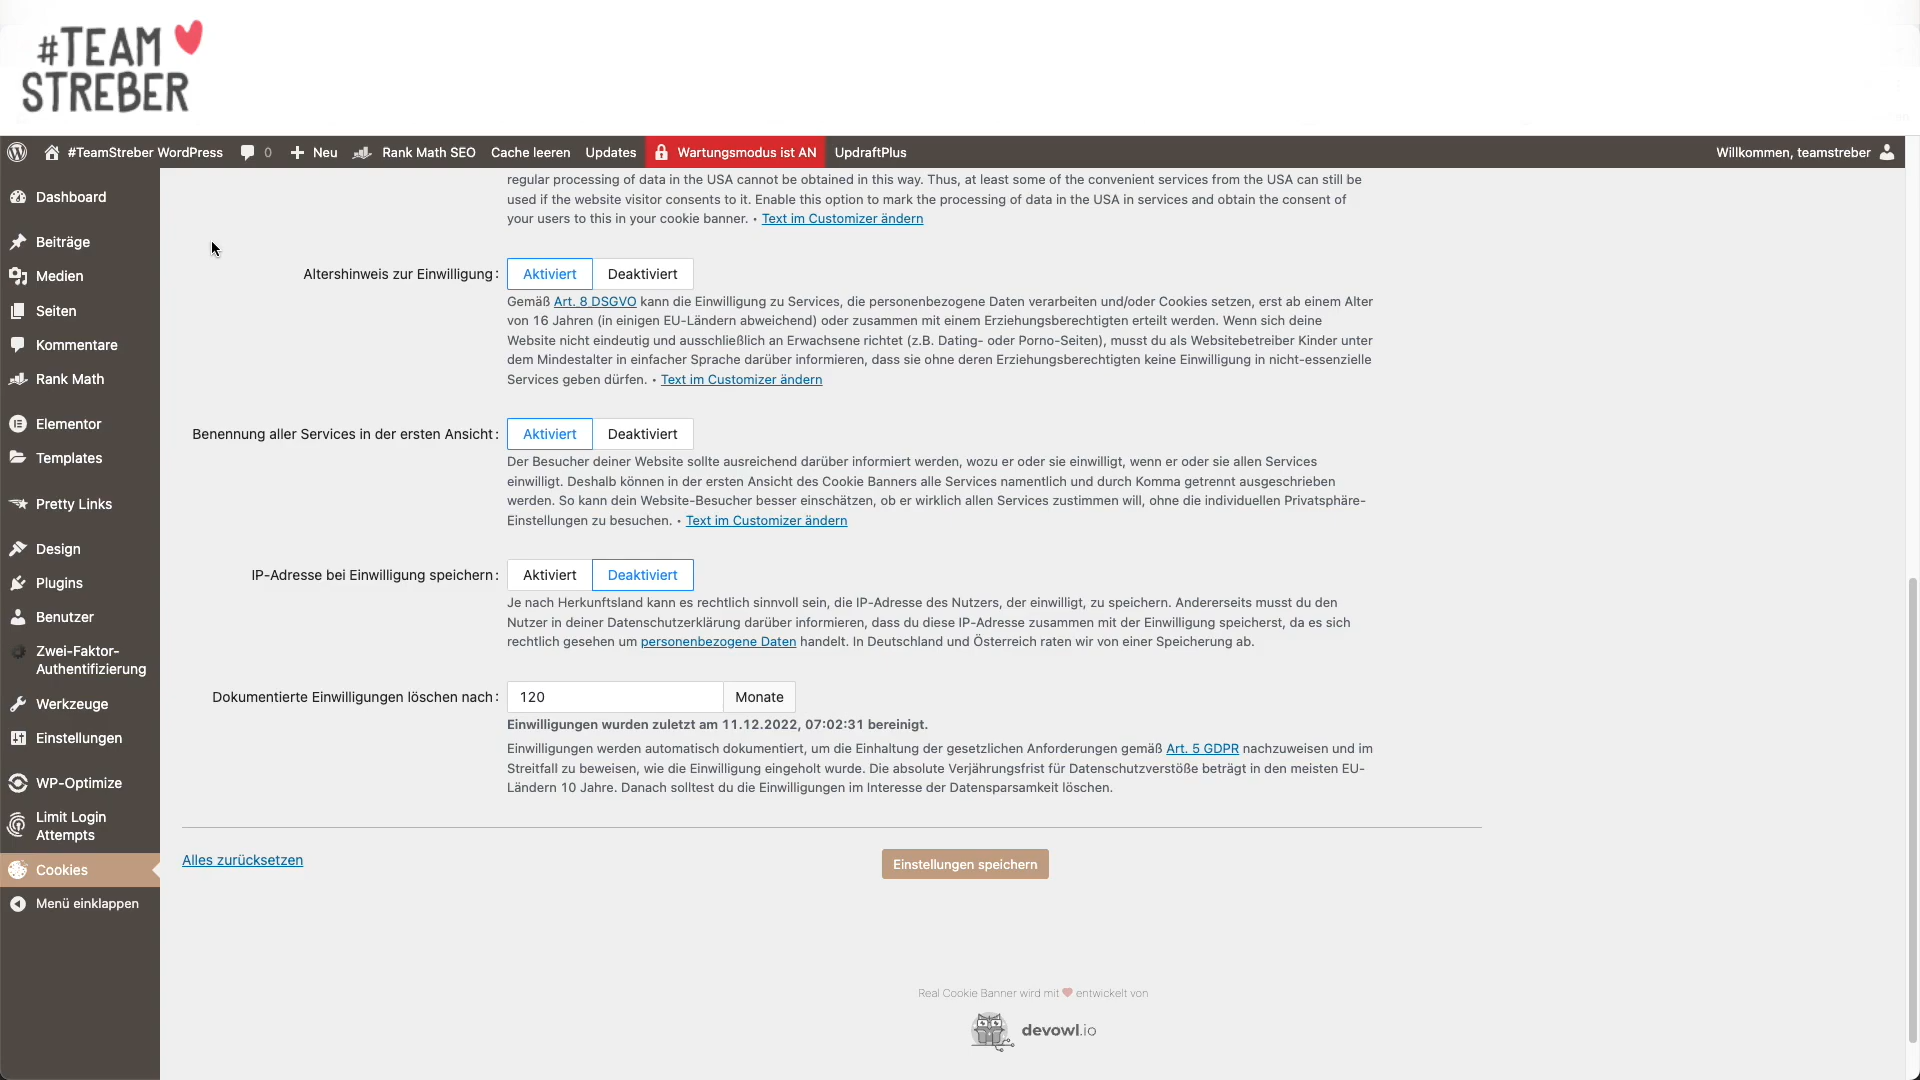 #TEAM
STREBER
#TeamStreber WordPress 0 Neu Rank Math SEO Cache leeren Updates Wartungsmodus ist AN UpdraftPlus Willkommen, teamstreber
Dashboard
Beiträge
Medien
Seiten
Kommentare
Rank Math
Elementor
Templates
Pretty Links
Design
Plugins
Benutzer
Zwei-Faktor-
Authentifizierung
Werkzeuge
Einstellungen
WP-Optimize
Limit Login
Attempts
Cookies
Menü einklappen
regular processing of data in the USA cannot be obtained in this way. Thus, at least some of the convenient services from the USA can still be
used if the website visitor consents to it. Enable this option to mark the processing of data in the USA in services and obtain the consent of
your users to this in your cookie banner. • Text im Customizer ändern
Altershinweis zur Einwilligung: Aktiviert Deaktiviert
Gemäß Art. 8 DSGVO kann die Einwilligung zu Services, die personenbezogene Daten verarbeiten und/oder Cookies setzen, erst ab einem Alter
von 16 Jahren (in einigen EU-Ländern abweichend) oder zusammen mit einem Erziehungsberechtigten erteilt werden. Wenn sich deine
Website nicht eindeutig und ausschließlich an Erwachsene richtet (z.B. Dating- oder Porno-Seiten), musst du als Websitebetreiber Kinder unter
dem Mindestalter in einfacher Sprache darüber informieren, dass sie ohne deren Erziehungsberechtigten keine Einwilligung in nicht-essenzielle
Services geben dürfen. • Text im Customizer ändern
Benennung aller Services in der ersten Ansicht: Aktiviert Deaktiviert
Der Besucher deiner Website sollte ausreichend darüber informiert werden, wozu er oder sie einwilligt, wenn er oder sie allen Services
einwilligt. Deshalb können in der ersten Ansicht des Cookie Banners alle Services namentlich und durch Komma getrennt ausgeschrieben
werden. So kann dein Website-Besucher besser einschätzen, ob er wirklich allen Services zustimmen will, ohne die individuellen Privatsphäre-
Einstellungen zu besuchen. • Text im Customizer ändern
IP-Adresse bei Einwilligung speichern: Aktiviert Deaktiviert
Je nach Herkunftsland kann es rechtlich sinnvoll sein, die IP-Adresse des Nutzers, der einwilligt, zu speichern. Andererseits musst du den
Nutzer in deiner Datenschutzerklärung darüber informieren, dass du diese IP-Adresse zusammen mit der Einwilligung speicherst, da es sich
rechtlich gesehen um personenbezogene Daten handelt. In Deutschland und Österreich raten wir von einer Speicherung ab.
Dokumentierte Einwilligungen löschen nach: 120 Monate
Einwilligungen wurden zuletzt am 11.12.2022, 07:02:31 bereinigt.
Einwilligungen werden automatisch dokumentiert, um die Einhaltung der gesetzlichen Anforderungen gemäß Art. 5 GDPR nachzuweisen und im
Streitfall zu beweisen, wie die Einwilligung eingeholt wurde. Die absolute Verjährungsfrist für Datenschutzverstöße beträgt in den meisten EU-
Ländern 10 Jahre. Danach solltest du die Einwilligungen im Interesse der Datensparsamkeit löschen.
Alles zurücksetzen Einstellungen speichern
Real Cookie Banner wird mit entwickelt von
devowl.io